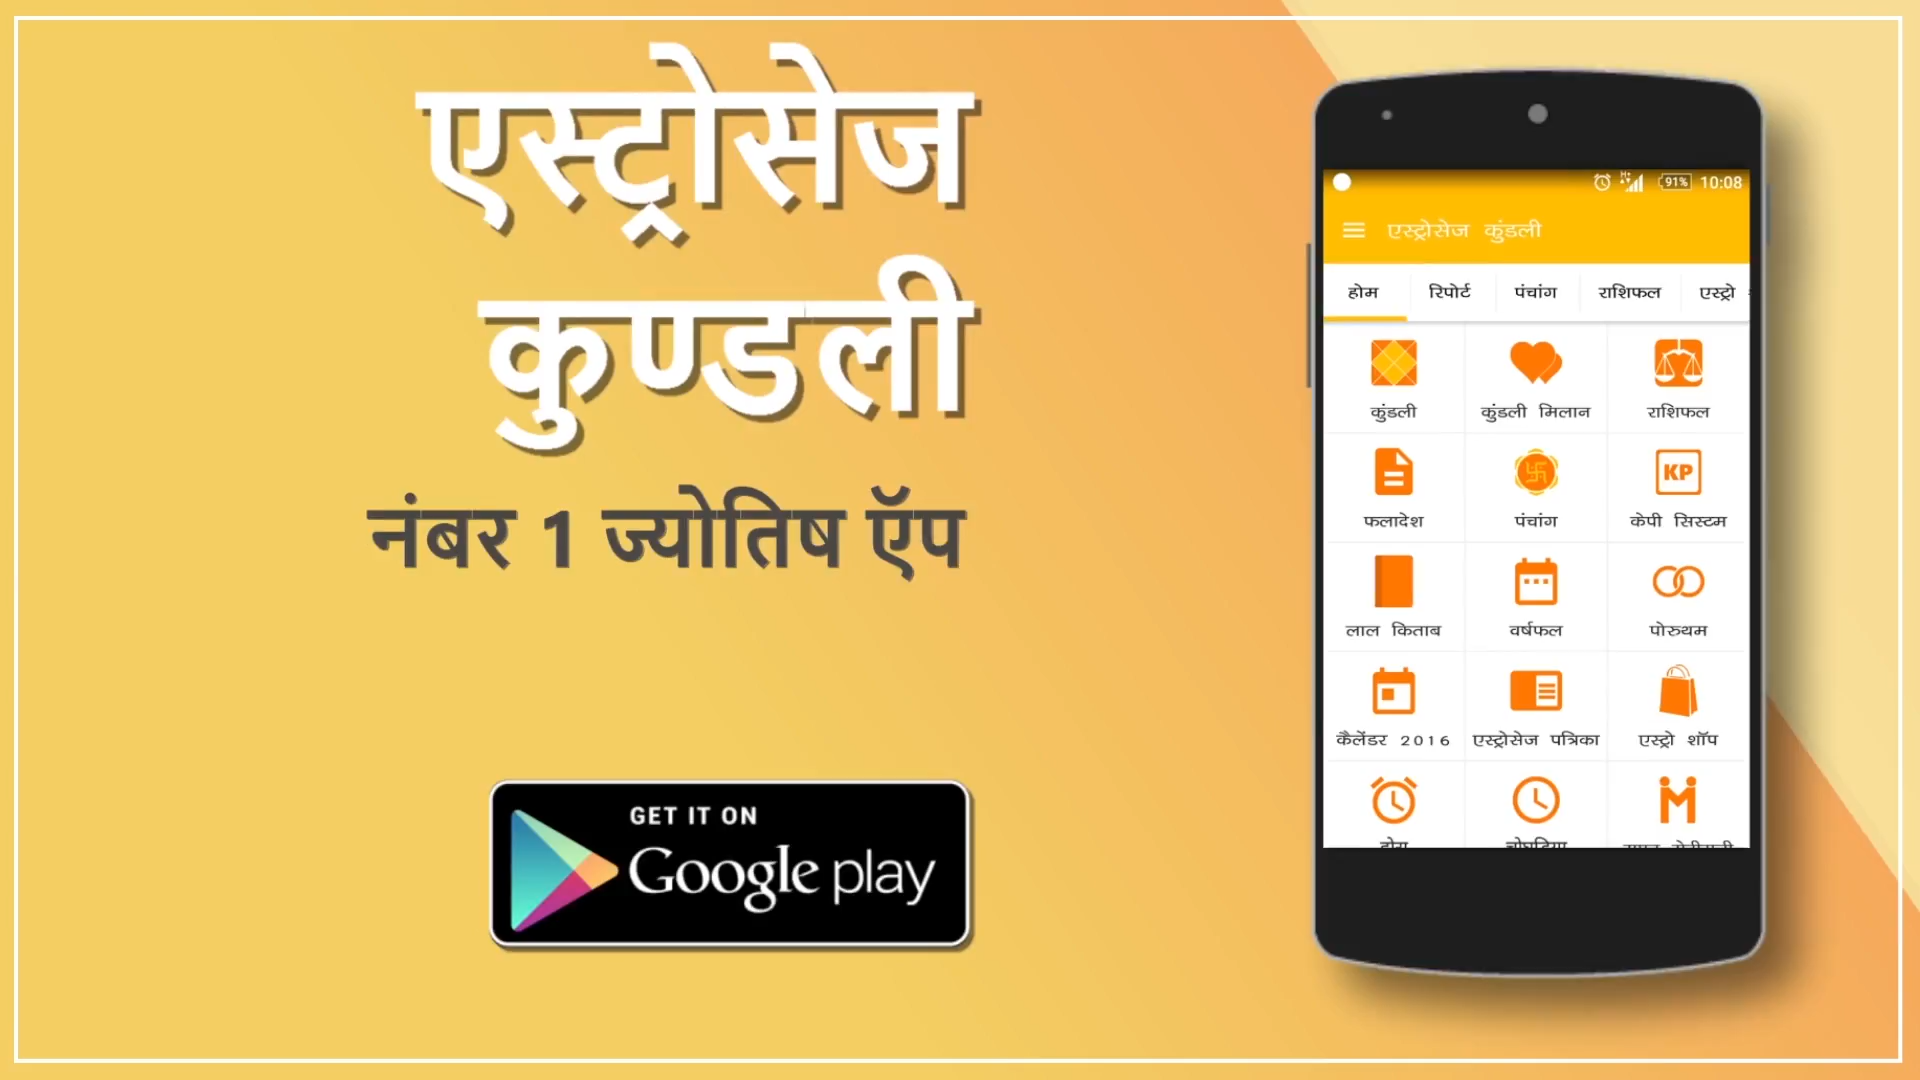 एस्ट्रोसेज
कुण्डली
नंबर 1 ज्योतिष ऍप
GET IT ON
Google play
91% 10:08
एस्ट्रोसेज कुंडली
होम रिपोर्ट पंचांग राशिफल एस्ट्रो
कुंडली कुंडली मिलान राशिफल
फलादेश पंचांग KP केपी सिस्टम
लाल किताब वर्षफल पोरुथम
कैलेंडर 2016 एस्ट्रोसेज पत्रिका एस्ट्रो शॉप